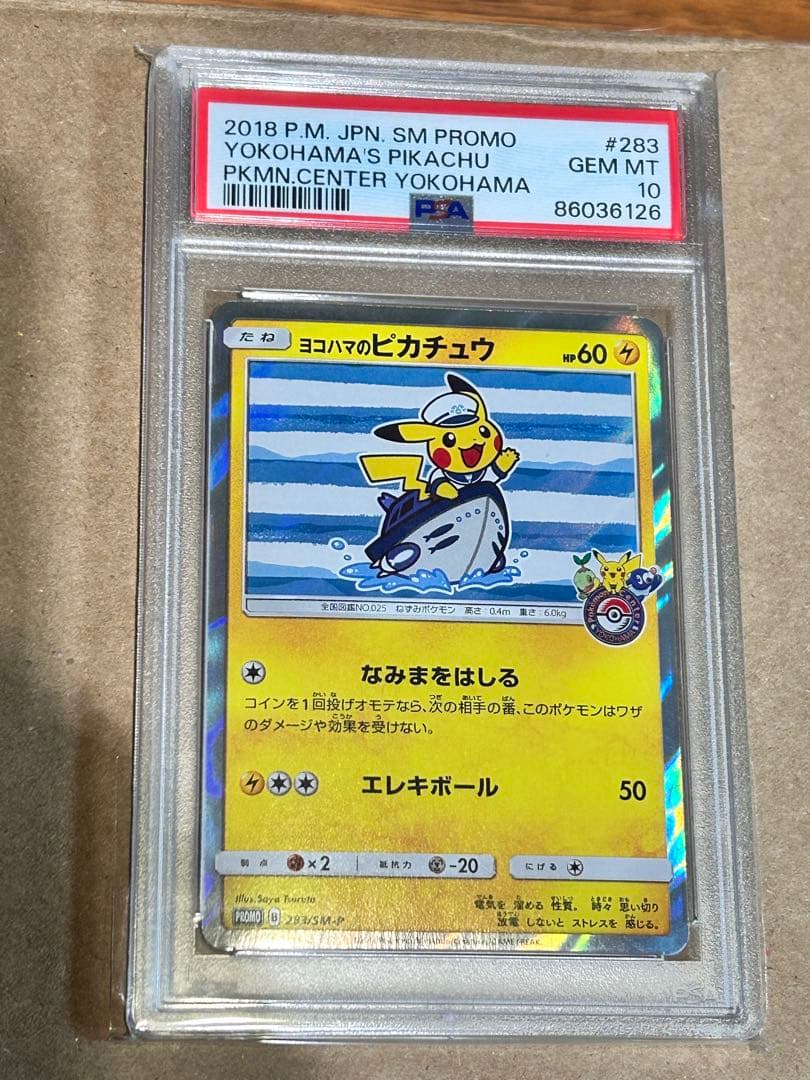 2018 P.M. JPN. SM PROMO #283
YOKOHAMA'S PIKACHU GEM MT
PKMN.CENTER YOKOHAMA 10
PSA 86036126
たね ヨコハマのピカチュウ HP60
全国図鑑NO.025 ねずみポケモン 高さ:0.4m 重さ:6.0kg
Pokémon Center
YOKOHAMA
なみまをはしる
コインを1回投げオモテなら、次の相手の番、このポケモンはワザ
のダメージや効果を受けない。
エレキボール 50
弱点 ×2 抵抗力 -20 にげる
Illus. Saya Tsuruta
電気を 溜める 性質。 時々 思い切り
放電 しないと ストレスを 感じる。
PROMO B 283/SM-P
GAME FREAK.